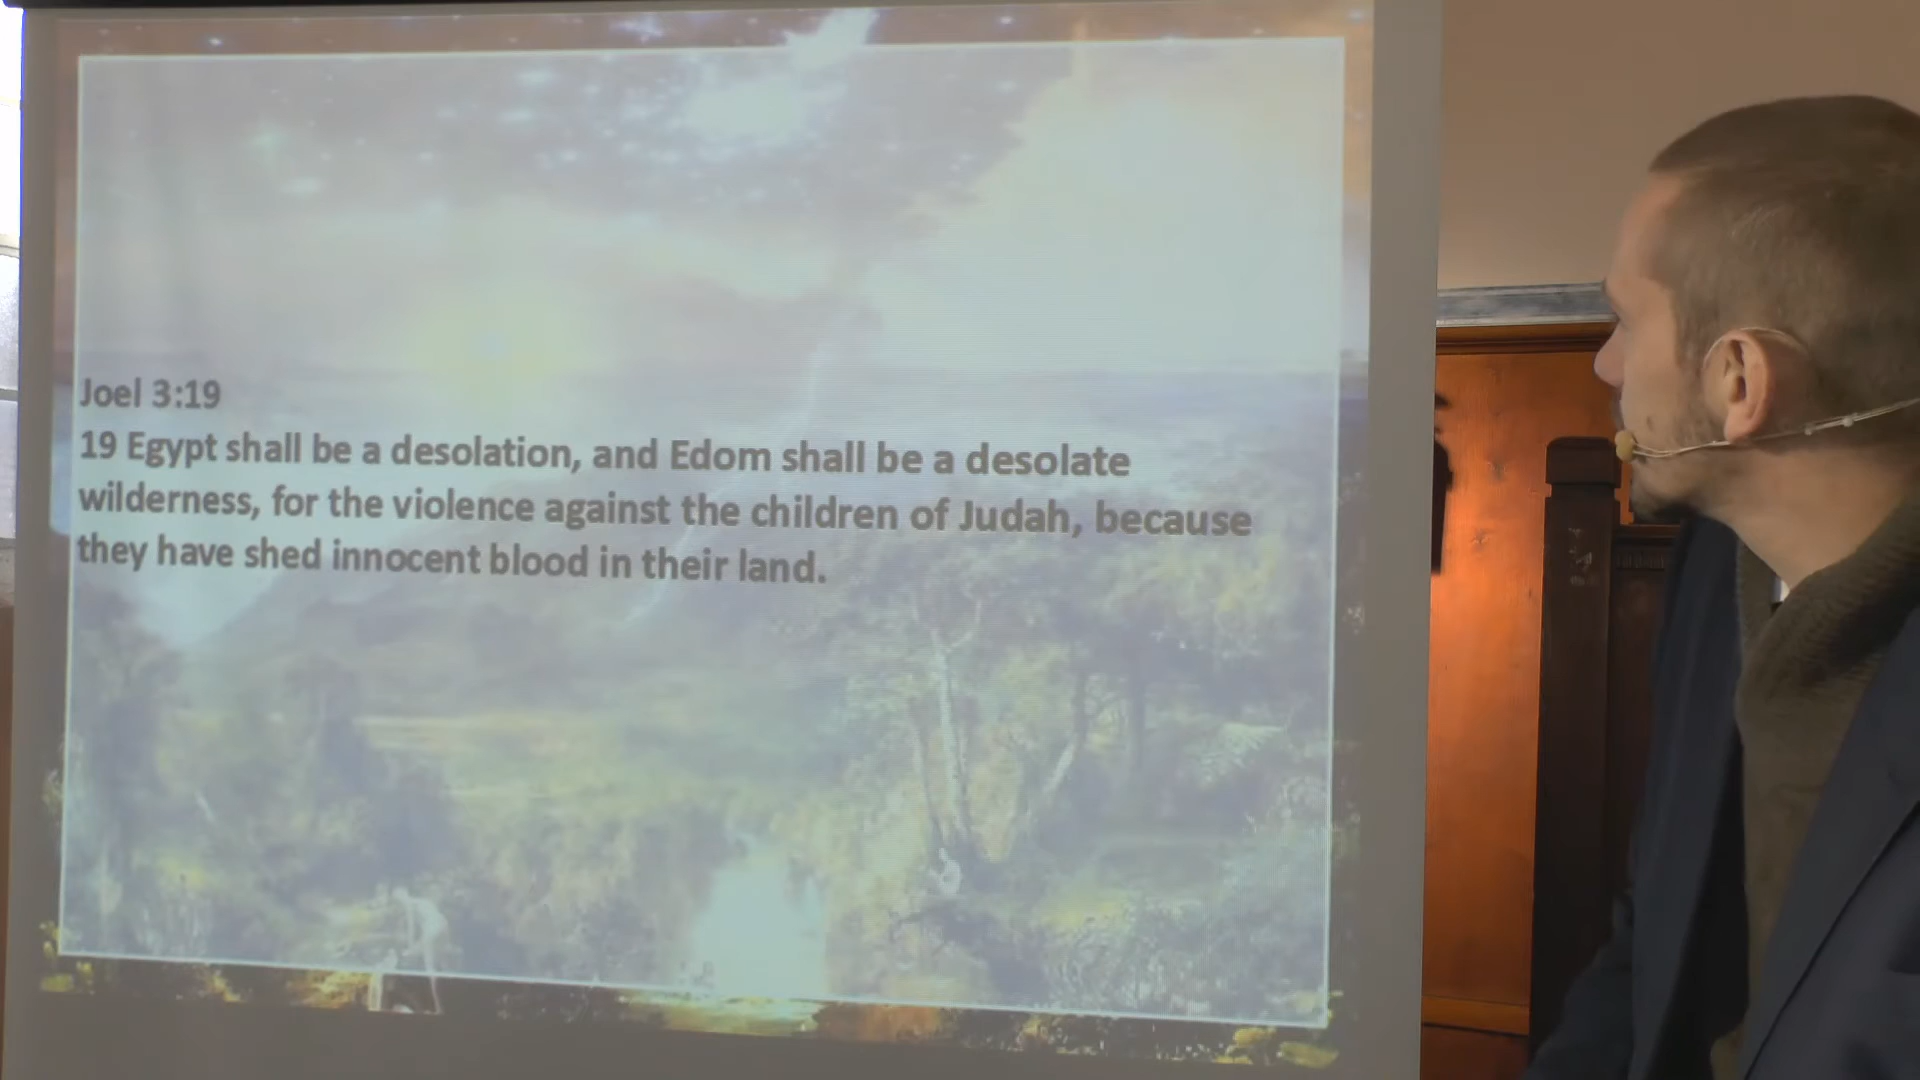 Joel 3:19
19 Egypt shall be a desolation, and Edom shall be a desolate
wilderness, for the violence against the children of Judah, because
they have shed innocent blood in their land.